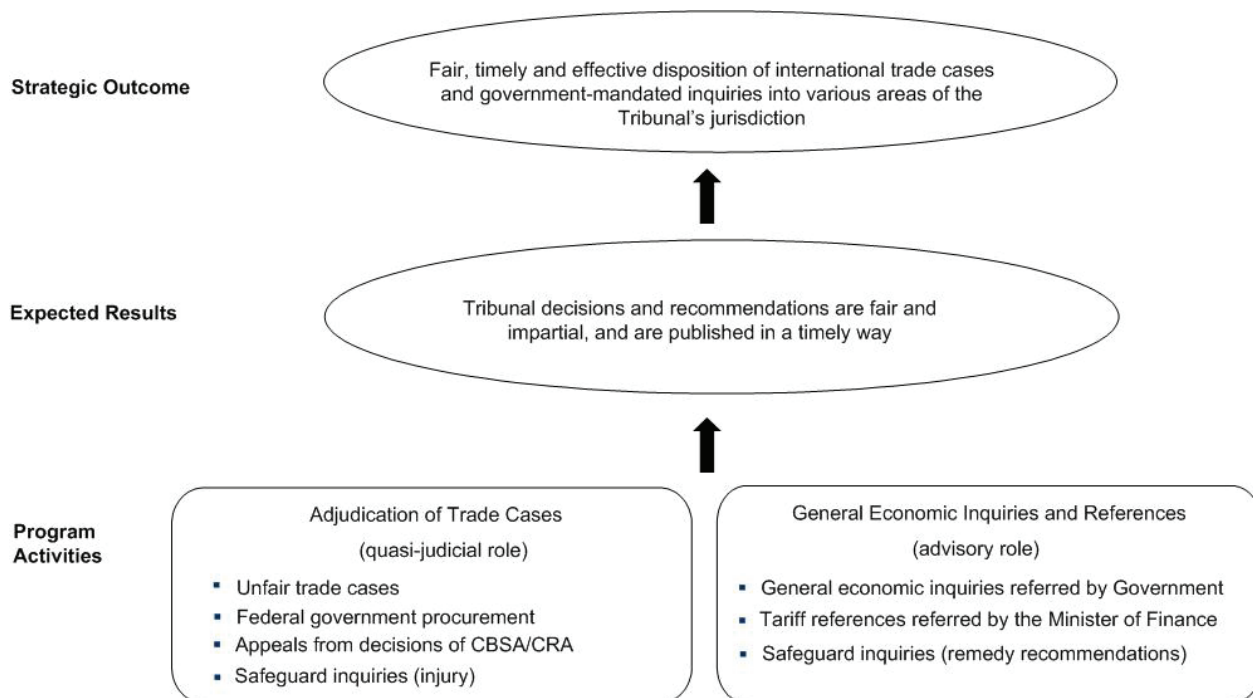 Strategic Outcome
Fair, timely and effective disposition of international trade cases
and government-mandated inquiries into various areas of the
Tribunal's jurisdiction
Expected Results
Tribunal decisions and recommendations are fair and
impartial, and are published in a timely way
Program
Activities
Adjudication of Trade Cases
(quasi-judicial role)
▪ Unfair trade cases
▪ Federal government procurement
▪ Appeals from decisions of CBSA/CRA
▪ Safeguard inquiries (injury)
General Economic Inquiries and References
(advisory role)
▪ General economic inquiries referred by Government
▪ Tariff references referred by the Minister of Finance
▪ Safeguard inquiries (remedy recommendations)